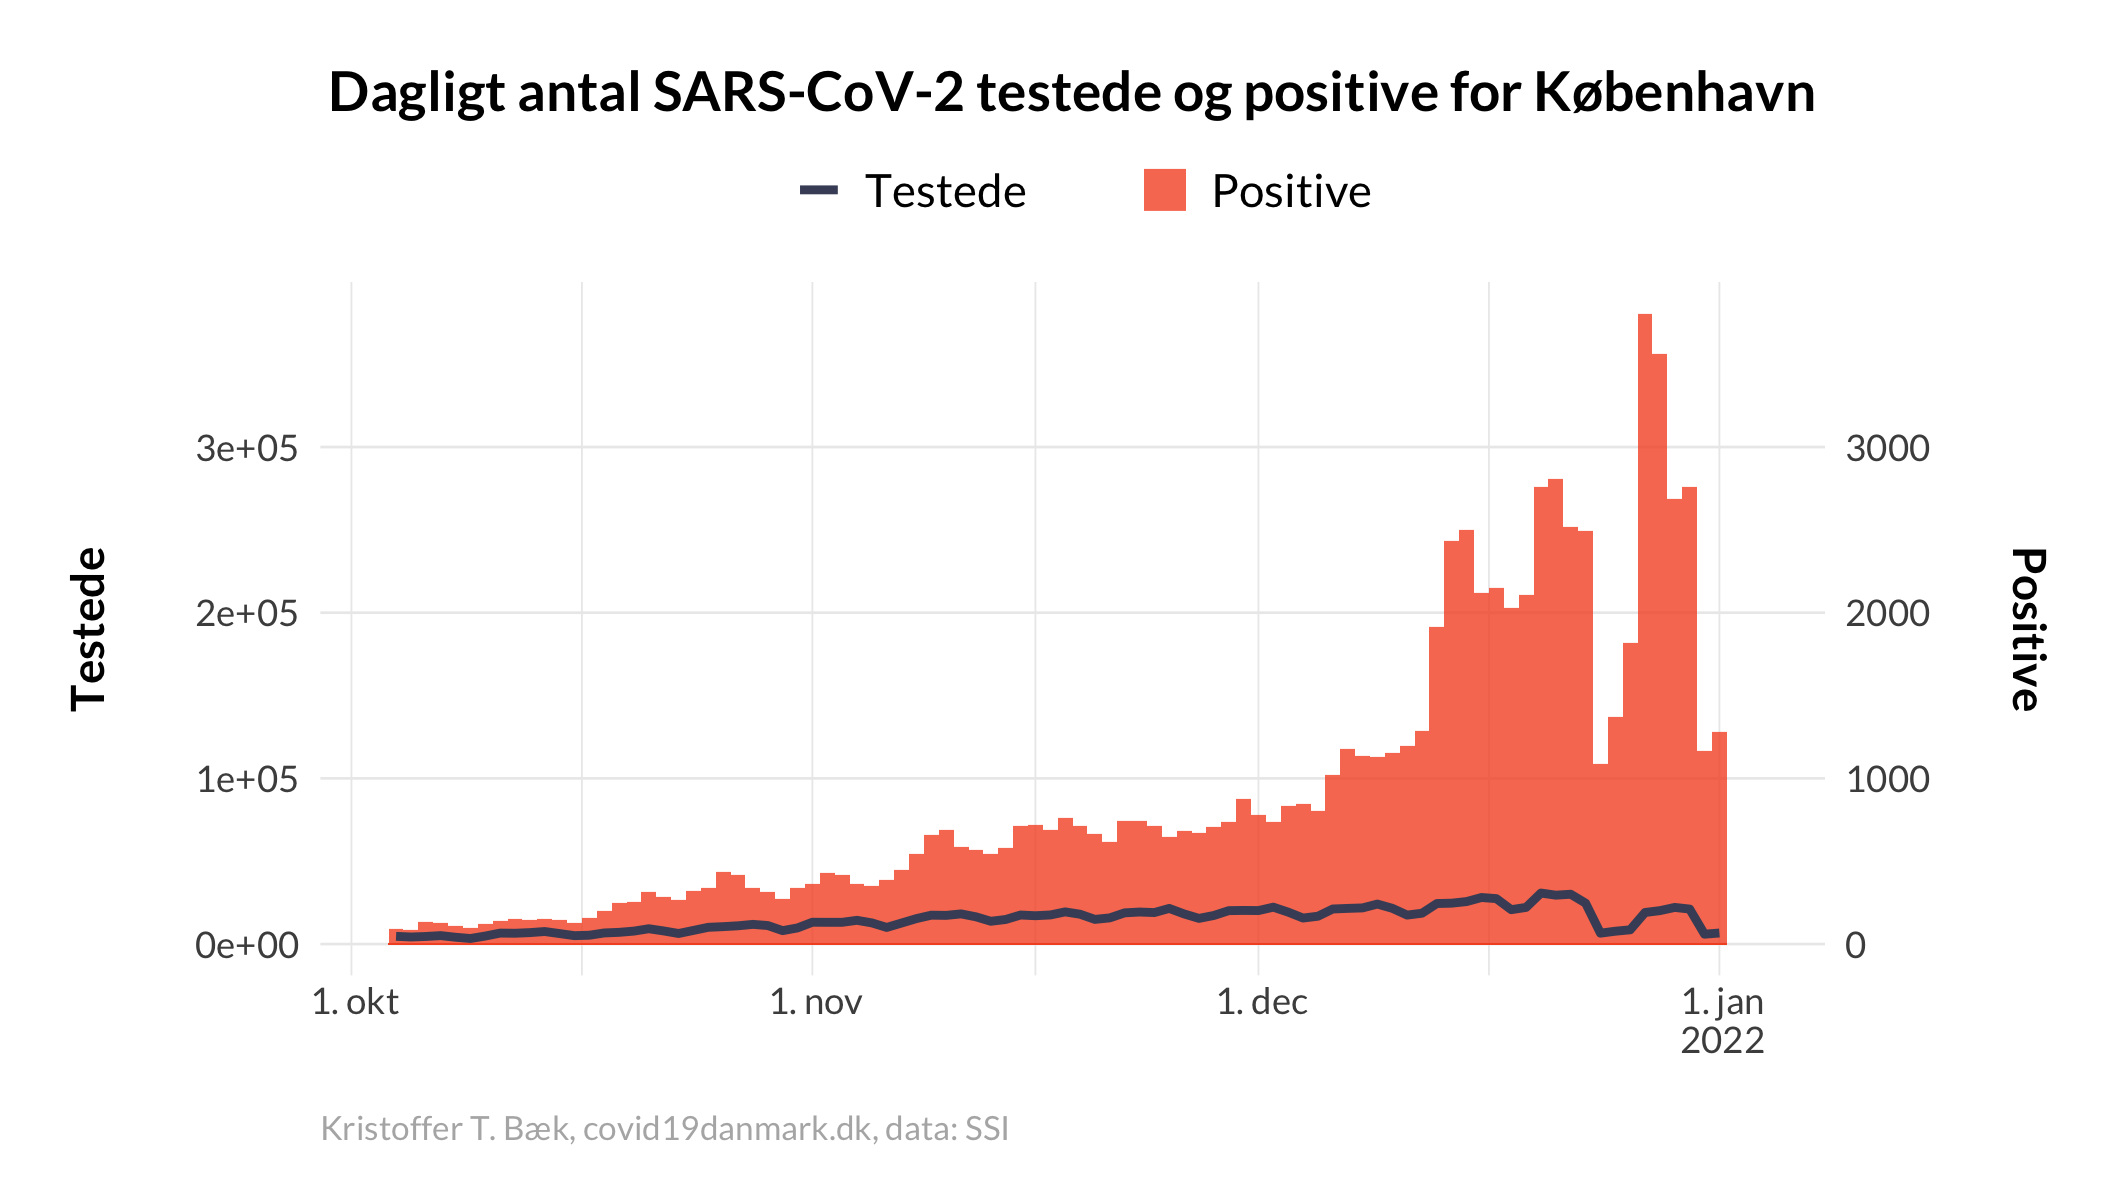 Dagligt antal SARS-CoV-2 testede og positive for København
Testede
Positive
3e+05
2e+05
1e+05
0e+00
Testede
3000
2000
1000
0
Positive
1. okt
1. nov
1. dec
1. jan
2022
Kristoffer T. Bæk, covid19danmark.dk, data: SSI